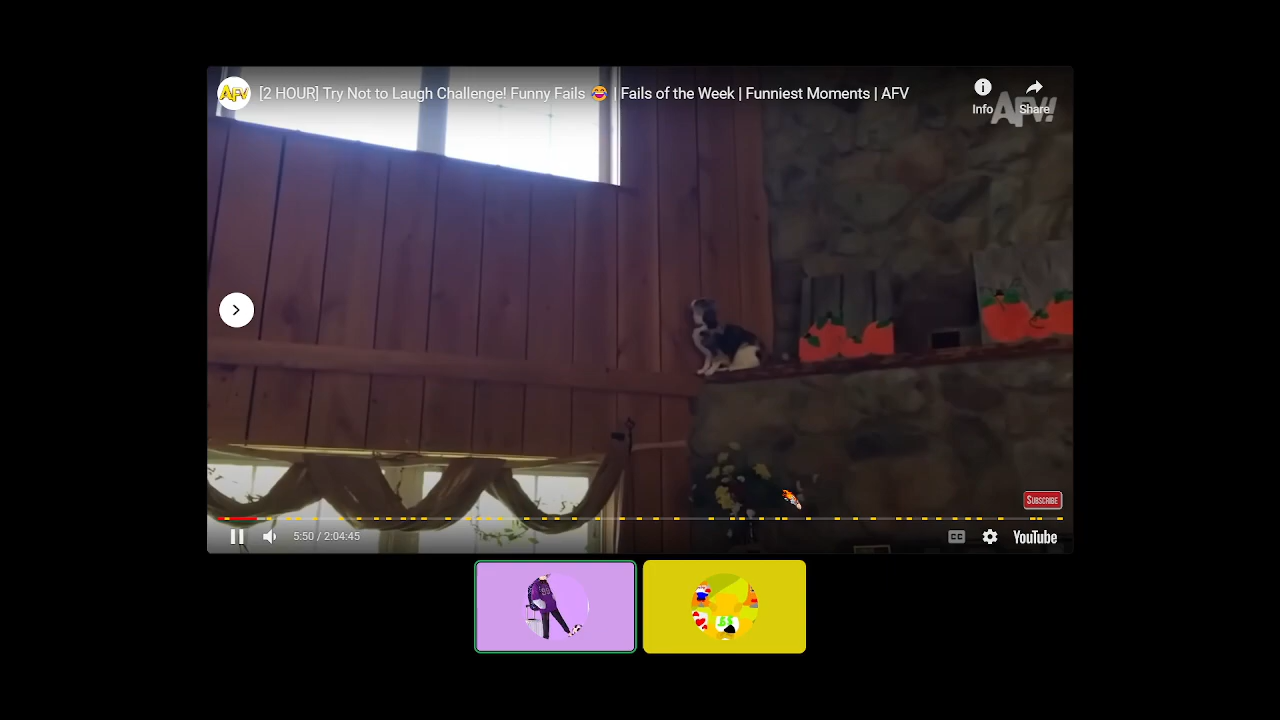 AFV [2 HOUR] Try Not to Laugh Challenge! Funny Fails 😂 | Fails of the Week | Funniest Moments | AFV
Info
Share
AFV!
SUBSCRIBE
5:50 / 2:04:45
CC
YouTube